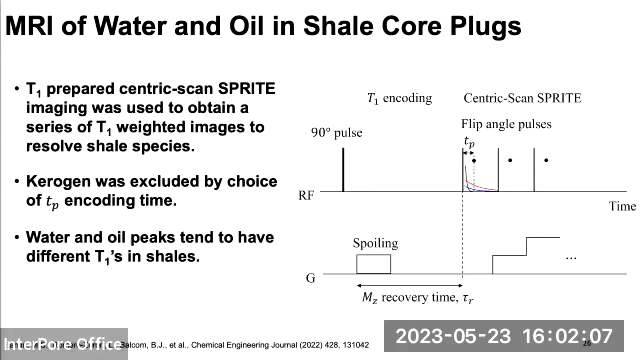 MRI of Water and Oil in Shale Core Plugs
• T₁ prepared centric-scan SPRITE
imaging was used to obtain a
series of T₁ weighted images to
resolve shale species.
• Kerogen was excluded by choice
of tₚ encoding time.
• Water and oil peaks tend to have
different T₁'s in shales.
T₁ encoding
Centric-Scan SPRITE
Flip angle pulses
90° pulse
tₚ
RF
Time
Spoiling
G
...
M_z recovery time, τᵣ
InterPore Office
Balcom, B.J., et al., Chemical Engineering Journal (2022) 428, 131042
2023-05-23 16:02:07